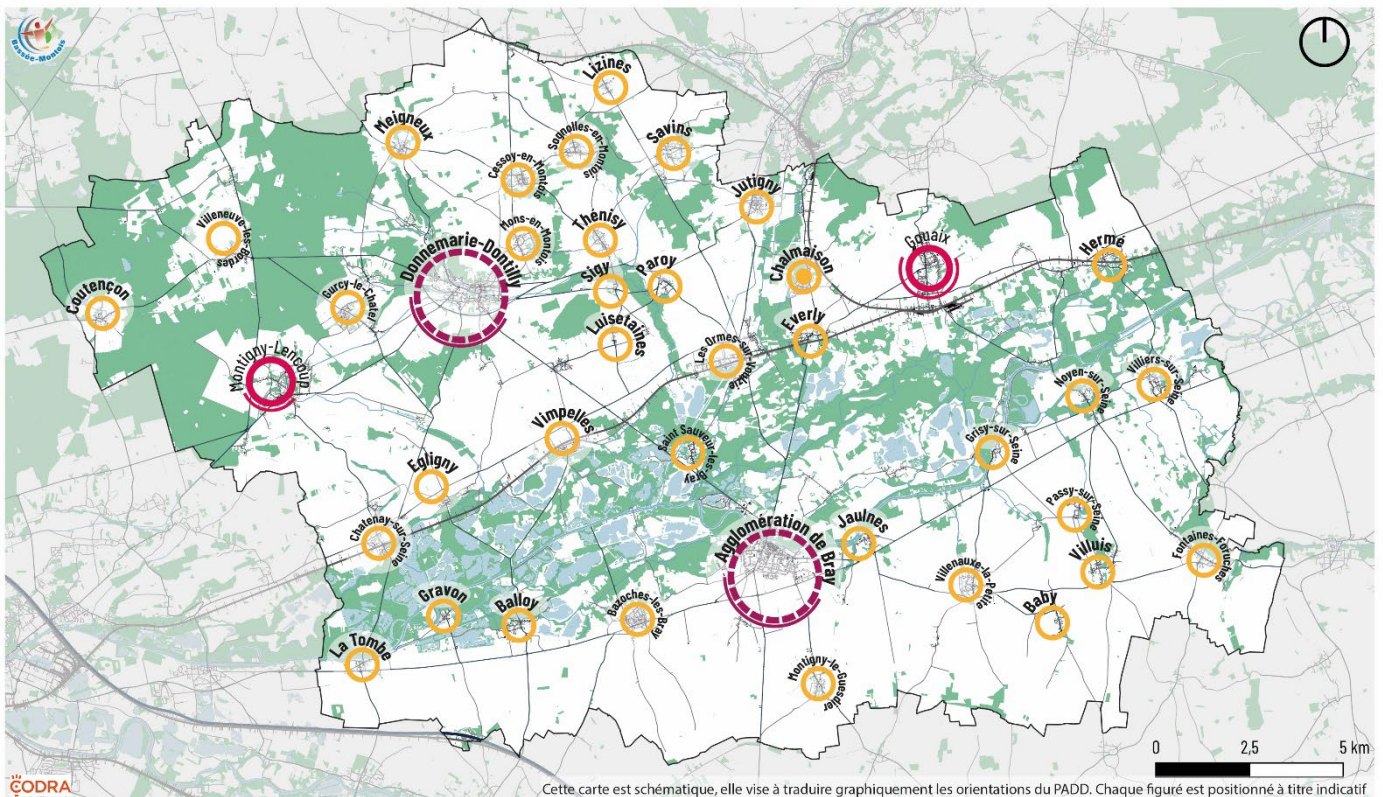 Bassée-Montois
Lizines
Meigneux
Sognolles-en-Montois
Savins
Cessoy-en-Montois
Jutigny
Villeneuve-les-Bordes
Mons-en-Montois
Thénisy
Gouaix
Hermé
Donnemarie-Dontilly
Chalmaison
Sigy
Paroy
Coutençon
Gurcy-le-Chatel
Luisetaines
Everly
Les Ormes-sur-Voulzie
Montigny-Lencoup
Noyen-sur-Seine
Villiers-sur-Seine
Vimpelles
Saint Sauveur-les-Bray
Grisy-sur-Seine
Egligny
Passy-sur-Seine
Chatenay-sur-Seine
Agglomération de Bray
Jaulnes
Villuis
Fontaines-Foruches
Villenauxe-la-Petite
Gravon
Balloy
Bazoches-les-Bray
Baby
La Tombe
Montigny-le-Guesdier
0 2,5 5 km
CODRA
Cette carte est schématique, elle vise à traduire graphiquement les orientations du PADD. Chaque figuré est positionné à titre indicatif